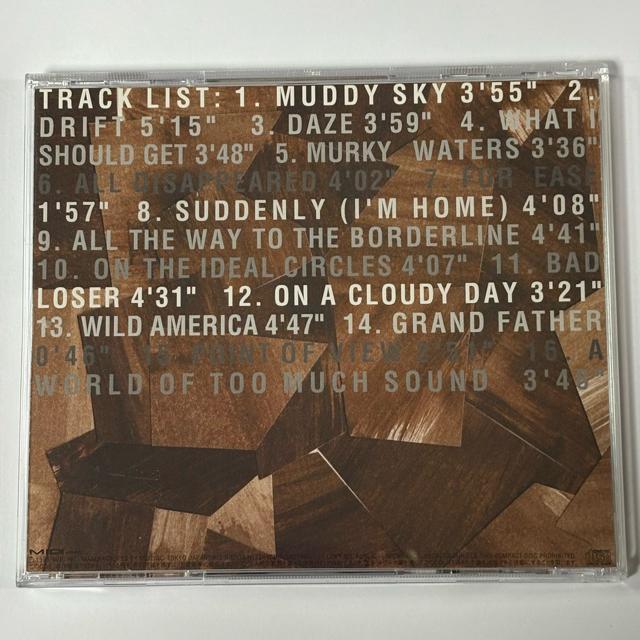 TRACK LIST: 1. MUDDY SKY 3'55" 2.
DRIFT 5'15" 3. DAZE 3'59" 4. WHAT I
SHOULD GET 3'48" 5. MURKY WATERS 3'36"
6. ALL DISAPPEARED 4'02" 7. FOR EASE
1'57" 8. SUDDENLY (I'M HOME) 4'08"
9. ALL THE WAY TO THE BORDERLINE 4'41"
10. ON THE IDEAL CIRCLES 4'07" 11. BAD
LOSER 4'31" 12. ON A CLOUDY DAY 3'21"
13. WILD AMERICA 4'47" 14. GRAND FATHER
0'46" 15. POINT OF VIEW
16. A
WORLD OF TOO MUCH SOUND
MIDI